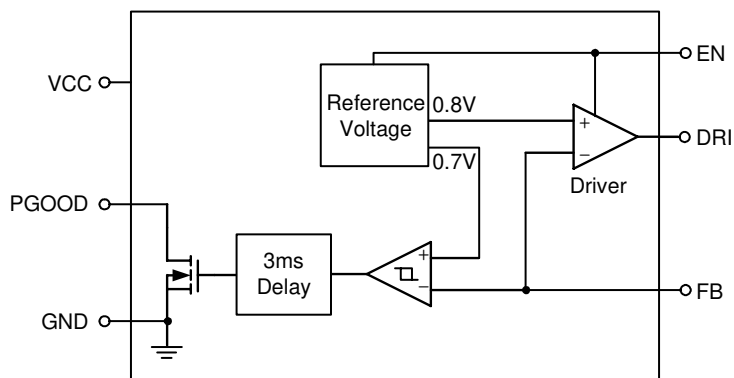 EN
VCC
Reference
Voltage
0.8V
+
−
DRI
0.7V
Driver
PGOOD
3ms
Delay
+
−
FB
GND